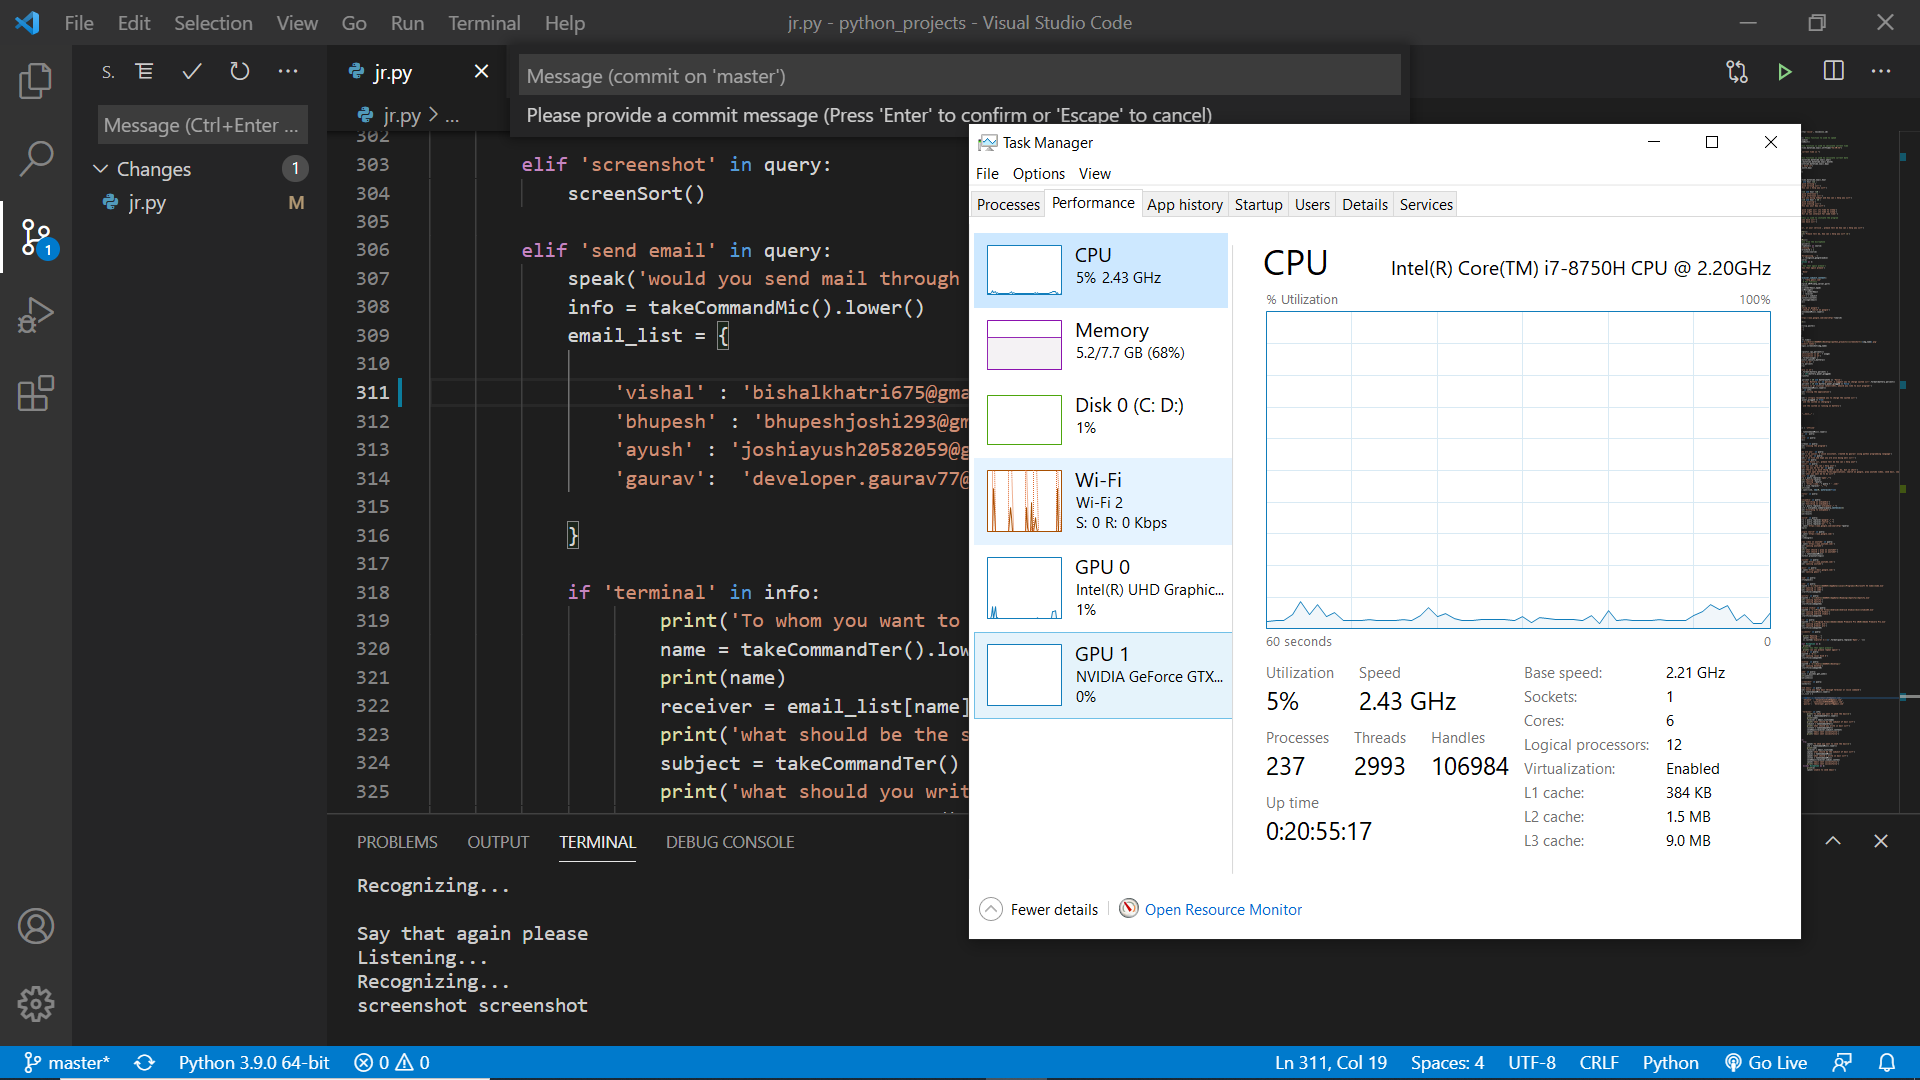 File Edit Selection View Go Run Terminal Help
jr.py - python_projects - Visual Studio Code
S.
Message (Ctrl+Enter ...
Changes 1
jr.py M
1
jr.py
jr.py > ...
Message (commit on 'master')
Please provide a commit message (Press 'Enter' to confirm or 'Escape' to cancel)
302
303 elif 'screenshot' in query:
304 screenSort()
305
306 elif 'send email' in query:
307 speak('would you send mail through
308 info = takeCommandMic().lower()
309 email_list = {
310
311 'vishal' : 'bishalkhatri675@gma
312 'bhupesh' : 'bhupeshjoshi293@gm
313 'ayush' : 'joshiayush20582059@g
314 'gaurav': 'developer.gaurav77@
315
316 }
317
318 if 'terminal' in info:
319 print('To whom you want to
320 name = takeCommandTer().low
321 print(name)
322 receiver = email_list[name]
323 print('what should be the s
324 subject = takeCommandTer()
325 print('what should you writ
PROBLEMS OUTPUT TERMINAL DEBUG CONSOLE
Recognizing...
Say that again please
Listening...
Recognizing...
screenshot screenshot
Task Manager
File Options View
Processes Performance App history Startup Users Details Services
CPU
5% 2.43 GHz
Memory
5.2/7.7 GB (68%)
Disk 0 (C: D:)
1%
Wi-Fi
Wi-Fi 2
S: 0 R: 0 Kbps
GPU 0
Intel(R) UHD Graphic...
1%
GPU 1
NVIDIA GeForce GTX...
0%
CPU Intel(R) Core(TM) i7-8750H CPU @ 2.20GHz
% Utilization 100%
60 seconds 0
Utilization Speed
5% 2.43 GHz
Processes Threads Handles
237 2993 106984
Up time
0:20:55:17
Base speed: 2.21 GHz
Sockets: 1
Cores: 6
Logical processors: 12
Virtualization: Enabled
L1 cache: 384 KB
L2 cache: 1.5 MB
L3 cache: 9.0 MB
Fewer details Open Resource Monitor
master* Python 3.9.0 64-bit 0 0 Ln 311, Col 19 Spaces: 4 UTF-8 CRLF Python Go Live